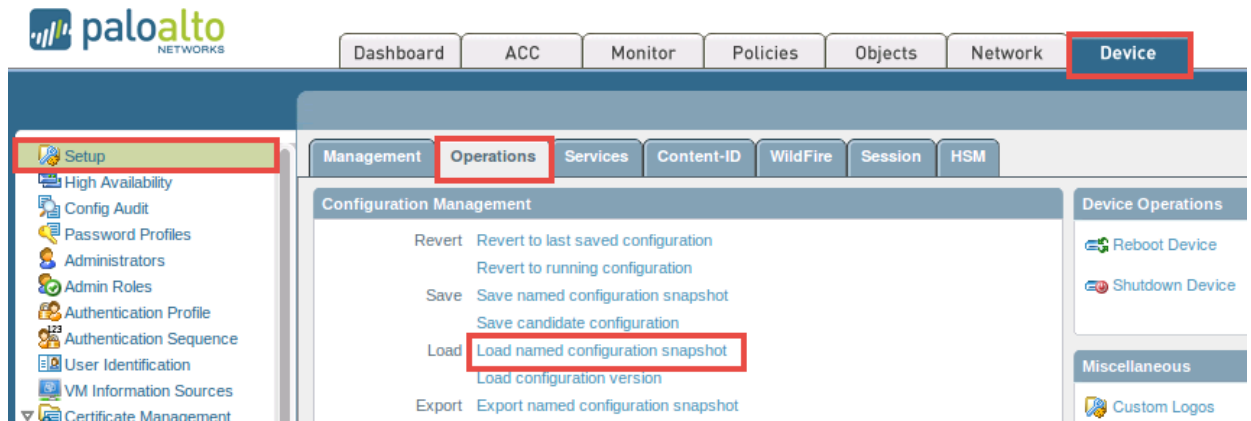 paloalto
NETWORKS
Dashboard ACC Monitor Policies Objects Network Device
Setup
High Availability
Config Audit
Password Profiles
Administrators
Admin Roles
Authentication Profile
123
Authentication Sequence
User Identification
VM Information Sources
Certificate Management
Management Operations Services Content-ID WildFire Session HSM
Configuration Management
Revert Revert to last saved configuration
Revert to running configuration
Save Save named configuration snapshot
Save candidate configuration
Load Load named configuration snapshot
Load configuration version
Export Export named configuration snapshot
Device Operations
Reboot Device
Shutdown Device
Miscellaneous
Custom Logos